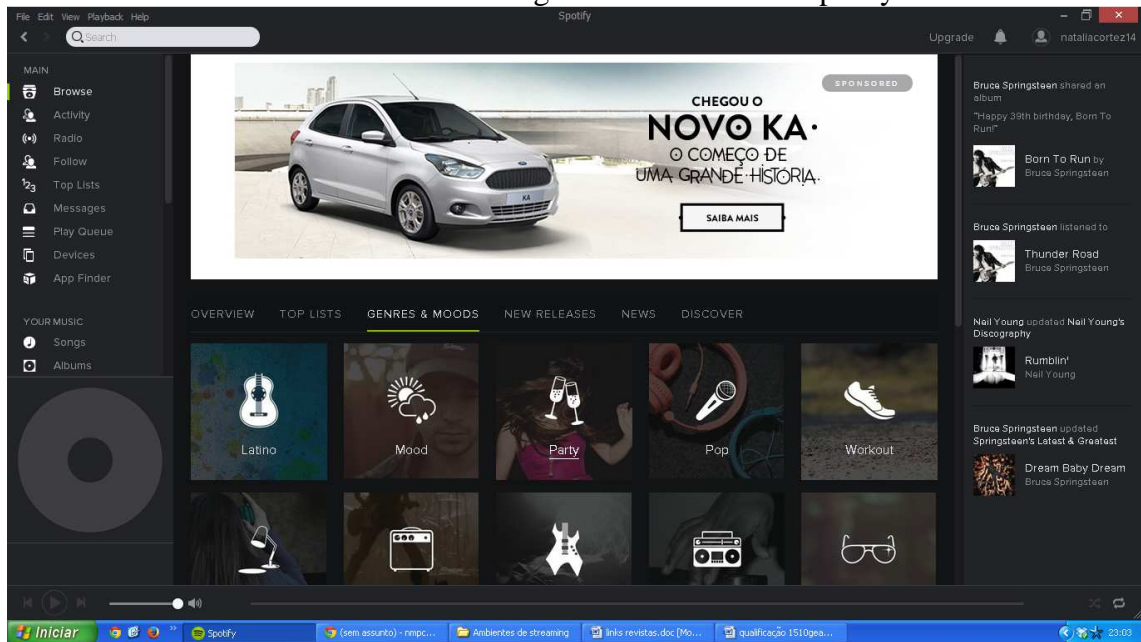 File Edit View Playback Help
Spotify
Search
Upgrade
nataliacortez14
MAIN
Browse
Activity
Radio
Follow
Top Lists
Messages
Play Queue
Devices
App Finder
YOUR MUSIC
Songs
Albums
SPONSORED
CHEGOU O
NOVO KA.
O COMEÇO DE
UMA GRANDE HISTÓRIA.
SAIBA MAIS
KA
OVERVIEW TOP LISTS GENRES & MOODS NEW RELEASES NEWS DISCOVER
Latino
Mood
Party
Pop
Workout
Bruce Springsteen shared an
album
"Happy 39th birthday, Born To
Run!"
Born To Run by
Bruce Springsteen
Bruce Springsteen listened to
Thunder Road
Bruce Springsteen
Neil Young updated Neil Young's
Discography
Rumblin'
Neil Young
Bruce Springsteen updated
Springsteen's Latest & Greatest
Dream Baby Dream
Bruce Springsteen
Iniciar
Spotify
(sem assunto) - nmpc...
Ambientes de streaming
links revistas.doc [Mo...
qualificação 1510gea...
23:03